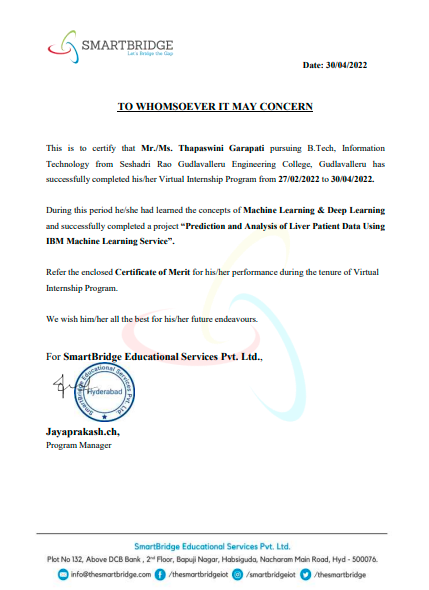 SMARTBRIDGE
Let's Bridge the Gap
Date: 30/04/2022
TO WHOMSOEVER IT MAY CONCERN
This is to certify that Mr./Ms. Thapaswini Garapati pursuing B.Tech, Information
Technology from Seshadri Rao Gudlavalleru Engineering College, Gudlavalleru has
successfully completed his/her Virtual Internship Program from 27/02/2022 to 30/04/2022.
During this period he/she had learned the concepts of Machine Learning & Deep Learning
and successfully completed a project “Prediction and Analysis of Liver Patient Data Using
IBM Machine Learning Service”.
Refer the enclosed Certificate of Merit for his/her performance during the tenure of Virtual
Internship Program.
We wish him/her all the best for his/her future endeavours.
For SmartBridge Educational Services Pvt. Ltd.,
SmartBridge Educational Services Pvt. Ltd.
Hyderabad
Jayaprakash.ch,
Program Manager
SmartBridge Educational Services Pvt. Ltd.
Plot No 132, Above DCB Bank , 2nd Floor, Bapuji Nagar, Habsiguda, Nacharam Main Road, Hyd - 500076.
info@thesmartbridge.com /thesmartbridgeiot /smartbridgeiot /thesmartbridge